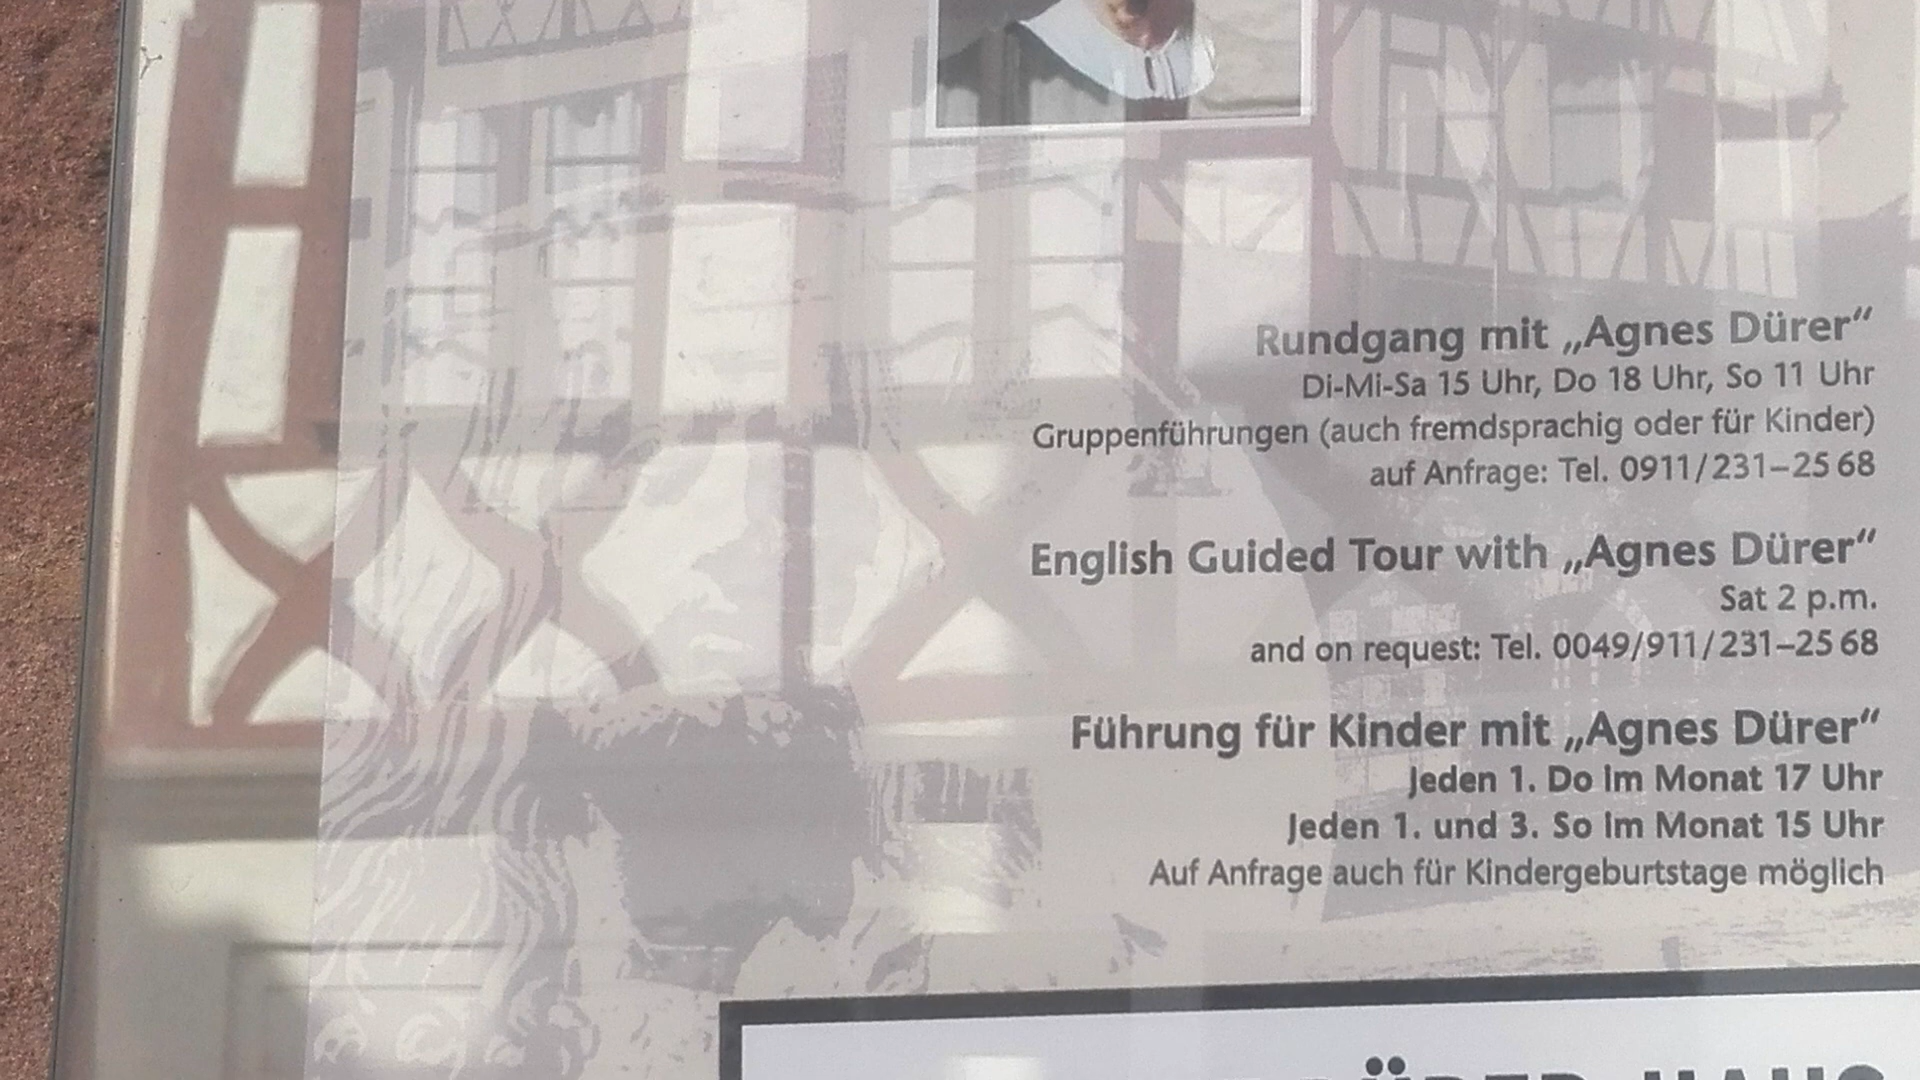 Rundgang mit „Agnes Dürer“
Di-Mi-Sa 15 Uhr, Do 18 Uhr, So 11 Uhr
Gruppenführungen (auch fremdsprachig oder für Kinder)
auf Anfrage: Tel. 0911/231–25 68
English Guided Tour with „Agnes Dürer“
Sat 2 p.m.
and on request: Tel. 0049/911/231–25 68
Führung für Kinder mit „Agnes Dürer“
Jeden 1. Do im Monat 17 Uhr
Jeden 1. und 3. So im Monat 15 Uhr
Auf Anfrage auch für Kindergeburtstage möglich